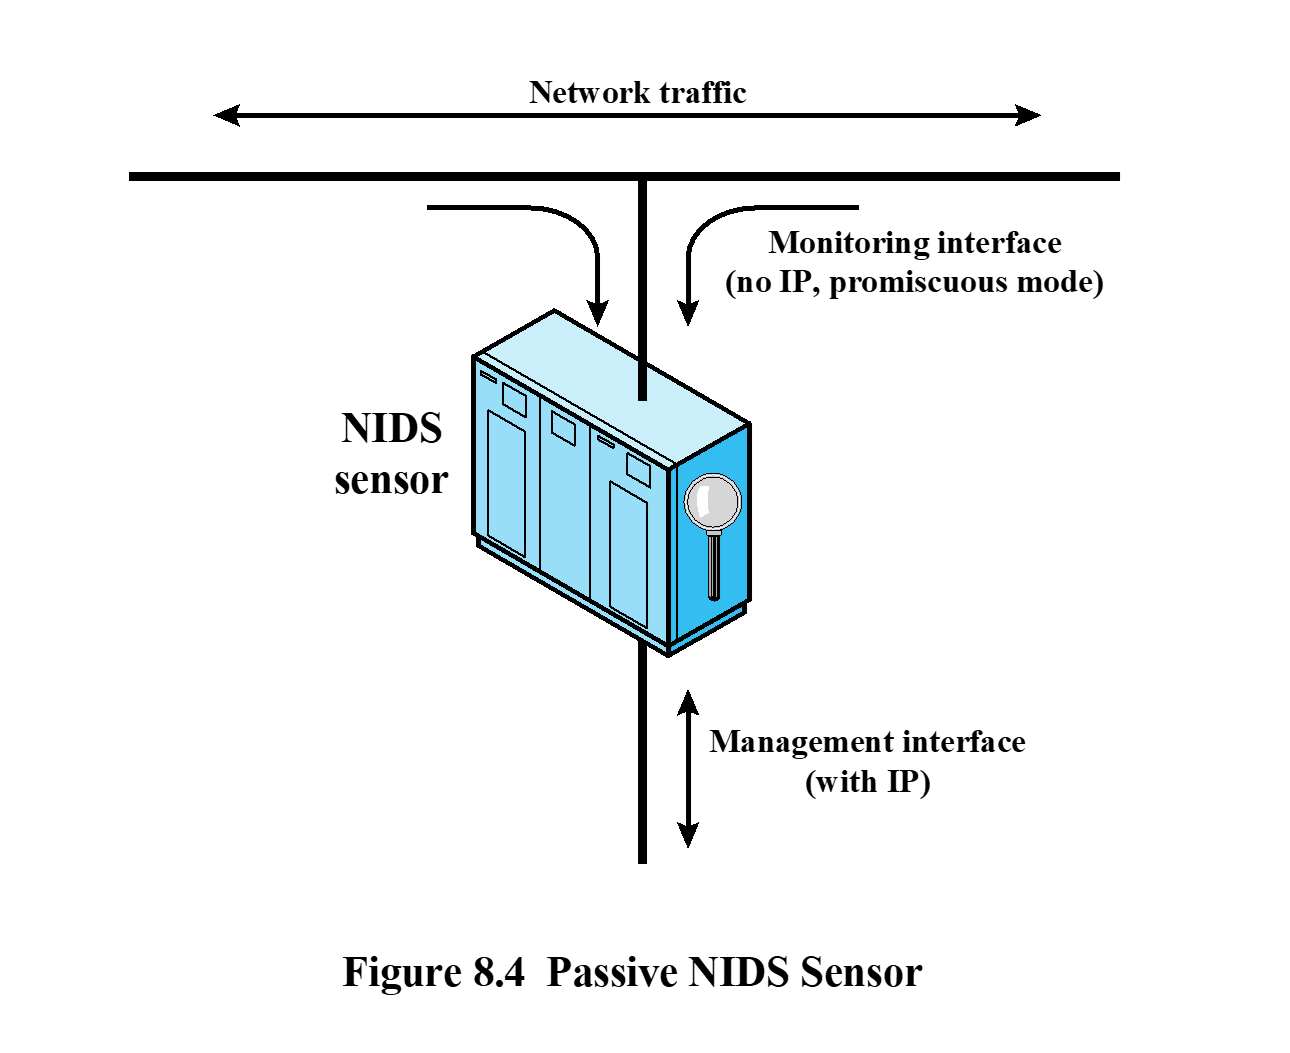 Network traffic
Monitoring interface
(no IP, promiscuous mode)
NIDS
sensor
Management interface
(with IP)
Figure 8.4  Passive NIDS Sensor